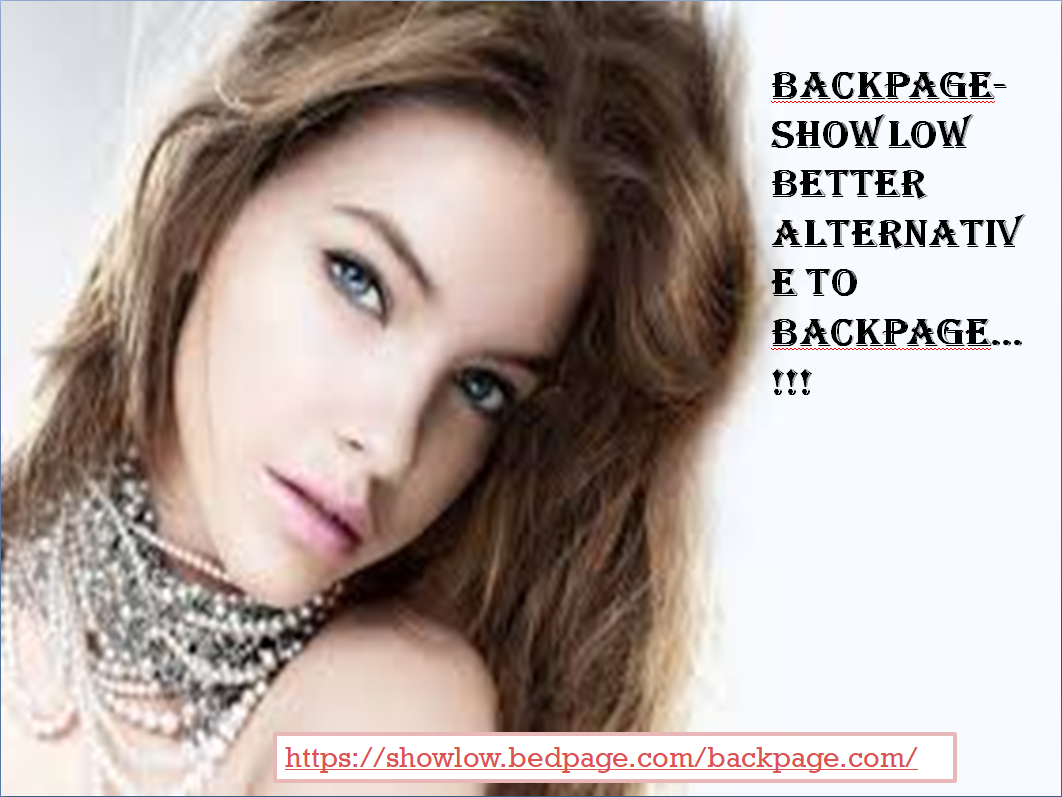 BACKPAGE-
SHOW LOW
BETTER
ALTERNATIV
E TO
BACKPAGE...
!!!
https://showlow.bedpage.com/backpage.com/